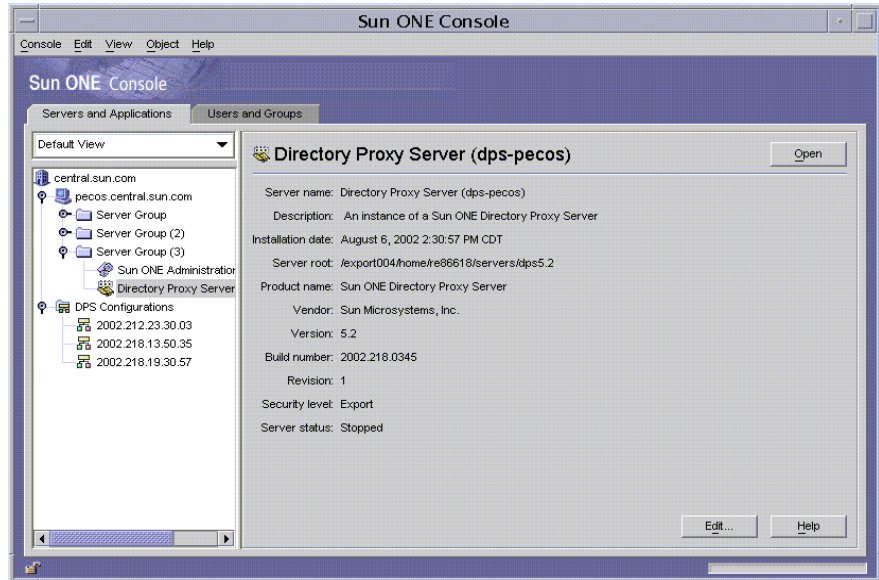 Sun ONE Console
Console Edit View Object Help
Sun ONE Console
Servers and Applications Users and Groups
Default View
central.sun.com
pecos.central.sun.com
Server Group
Server Group (2)
Server Group (3)
Sun ONE Administration
Directory Proxy Server
DPS Configurations
2002.212.23.30.03
2002.218.13.50.35
2002.218.19.30.57
Directory Proxy Server (dps-pecos)
Open
Server name: Directory Proxy Server (dps-pecos)
Description: An instance of a Sun ONE Directory Proxy Server
Installation date: August 6, 2002 2:30:57 PM CDT
Server root: /export004/home/re86618/servers/dps5.2
Product name: Sun ONE Directory Proxy Server
Vendor: Sun Microsystems, Inc.
Version: 5.2
Build number: 2002.218.0345
Revision: 1
Security level: Export
Server status: Stopped
Edit... Help